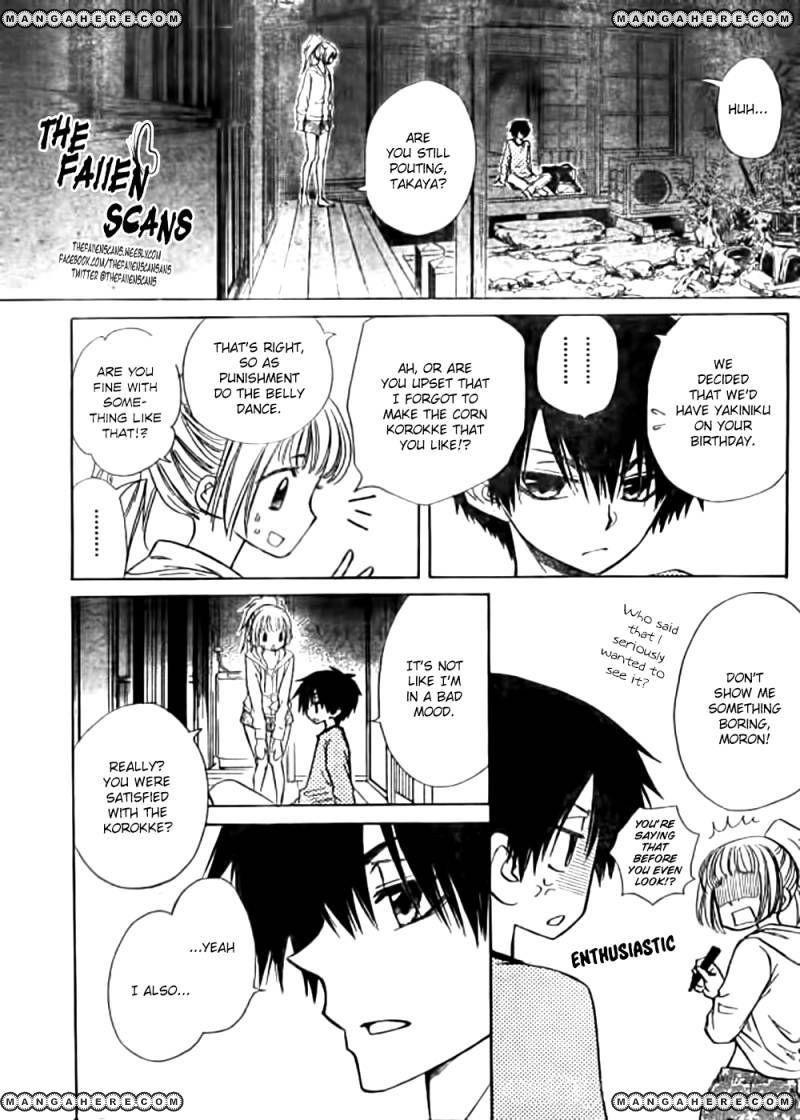 MANGAHERE.COM
MANGAHERE.COM
HUH...
ARE
YOU STILL
POUTING,
TAKAYA?
THE
FALLEN
SCANS
THEFALLENSCANS.WEEBLY.COM
FACEBOOK.COM/THEFALLENSCANSANS
TWITTER @THEFALLENSCANS
WE
DECIDED
THAT WE'D
HAVE YAKINIKU
ON YOUR
BIRTHDAY.
AH, OR ARE
YOU UPSET THAT
I FORGOT TO
MAKE THE CORN
KOROKKE THAT
YOU LIKE!?
THAT'S RIGHT,
SO AS
PUNISHMENT
DO THE BELLY
DANCE.
ARE YOU
FINE WITH
SOME-
THING LIKE
THAT!?
DON'T
SHOW ME
SOMETHING
BORING,
MORON!
Who said
that I
seriously
wanted to
see it?
YOU'RE
SAYING
THAT
BEFORE
YOU EVEN
LOOK!?
ENTHUSIASTIC
IT'S NOT
LIKE I'M
IN A BAD
MOOD.
REALLY?
YOU WERE
SATISFIED
WITH THE
KOROKKE?
...YEAH
I ALSO...
MANGAHERE.COM
MANGAHERE.COM